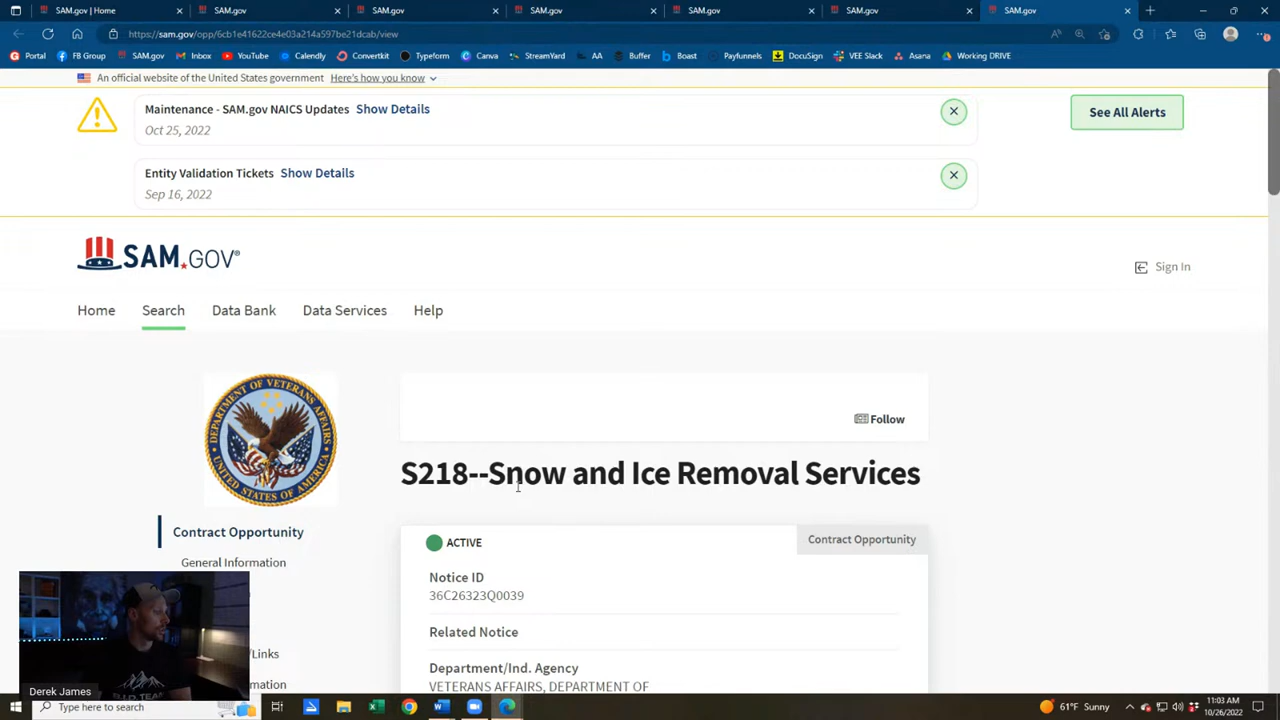 SAM.gov | Home
SAM.gov
SAM.gov
SAM.gov
SAM.gov
SAM.gov
SAM.gov
https://sam.gov/opp/6cb1e41622ce4e03a214a597be21dcab/view
Portal
FB Group
SAM.gov
Inbox
YouTube
Calendly
Convertkit
Typeform
Canva
StreamYard
AA
Buffer
Boast
Payfunnels
DocuSign
VEE Slack
Asana
Working DRIVE
An official website of the United States government Here's how you know
Maintenance - SAM.gov NAICS Updates Show Details
Oct 25, 2022
See All Alerts
Entity Validation Tickets Show Details
Sep 16, 2022
SAM.GOV®
Sign In
Home Search Data Bank Data Services Help
DEPARTMENT OF VETERANS AFFAIRS
UNITED STATES OF AMERICA
Follow
S218--Snow and Ice Removal Services
Contract Opportunity
General Information
/Links
mation
ACTIVE
Contract Opportunity
Notice ID
36C26323Q0039
Related Notice
Department/Ind. Agency
VETERANS AFFAIRS, DEPARTMENT OF
Derek James
Type here to search
61°F Sunny
11:03 AM
10/26/2022